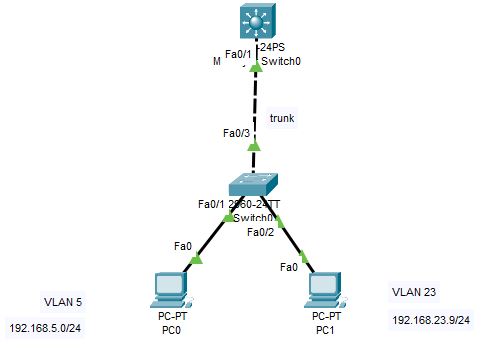 -24PS
Fa0/1
M Switch0
trunk
Fa0/3
Fa0/1 2960-24TT
Switch0
Fa0/2
Fa0
Fa0
VLAN 5
PC-PT
PC0
PC-PT
PC1
VLAN 23
192.168.5.0/24
192.168.23.9/24